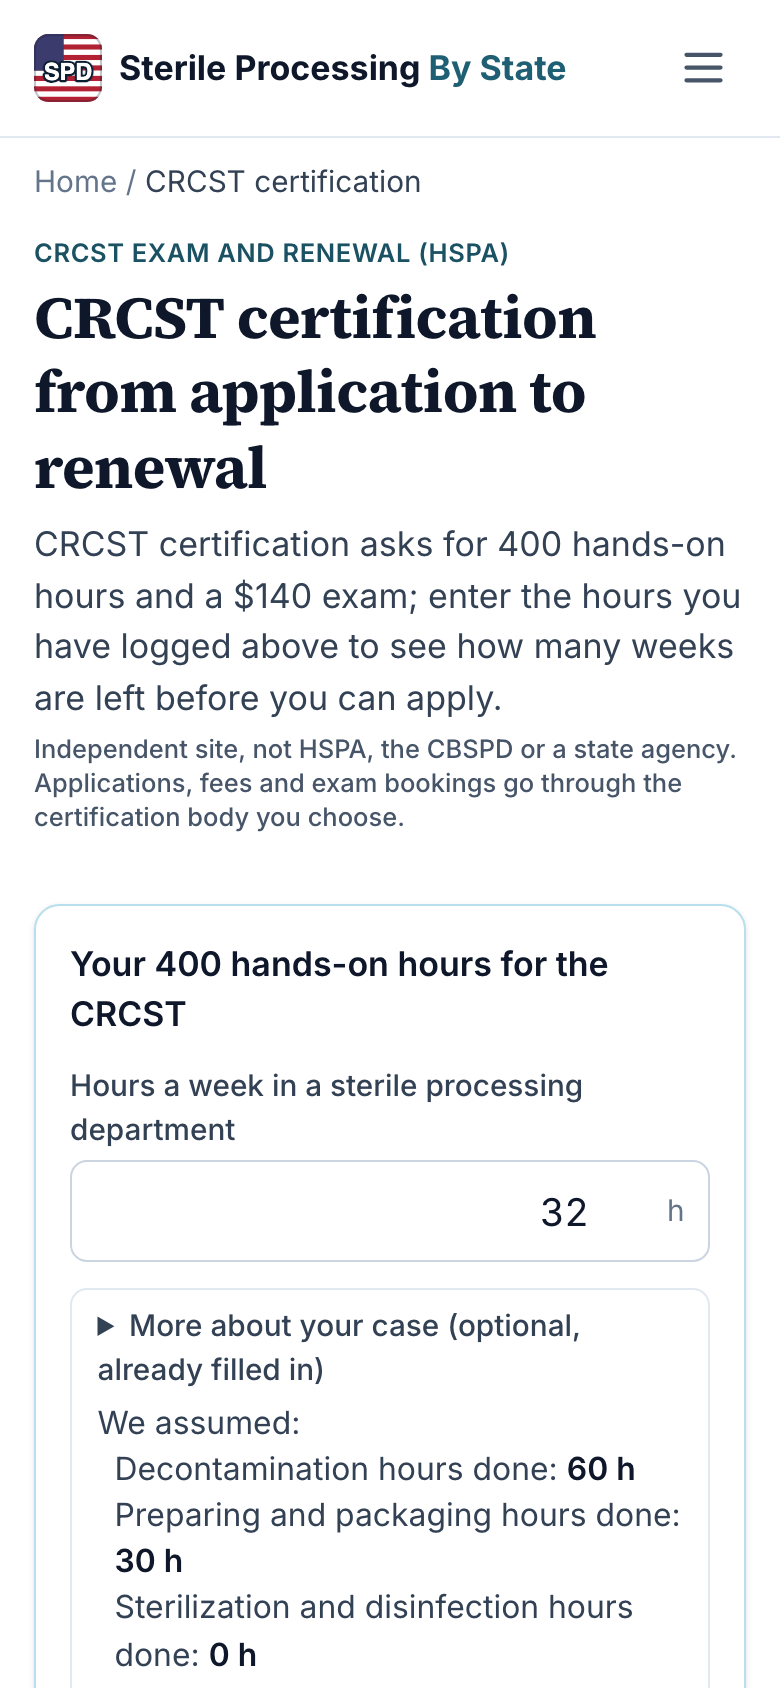 SPD
Sterile Processing By State
Home / CRCST certification
CRCST EXAM AND RENEWAL (HSPA)
CRCST certification
from application to
renewal
CRCST certification asks for 400 hands-on
hours and a $140 exam; enter the hours you
have logged above to see how many weeks
are left before you can apply.
Independent site, not HSPA, the CBSPD or a state agency.
Applications, fees and exam bookings go through the
certification body you choose.
Your 400 hands-on hours for the
CRCST
Hours a week in a sterile processing
department
32 h
▶ More about your case (optional,
already filled in)
We assumed:
Decontamination hours done: 60 h
Preparing and packaging hours done:
30 h
Sterilization and disinfection hours
done: 0 h